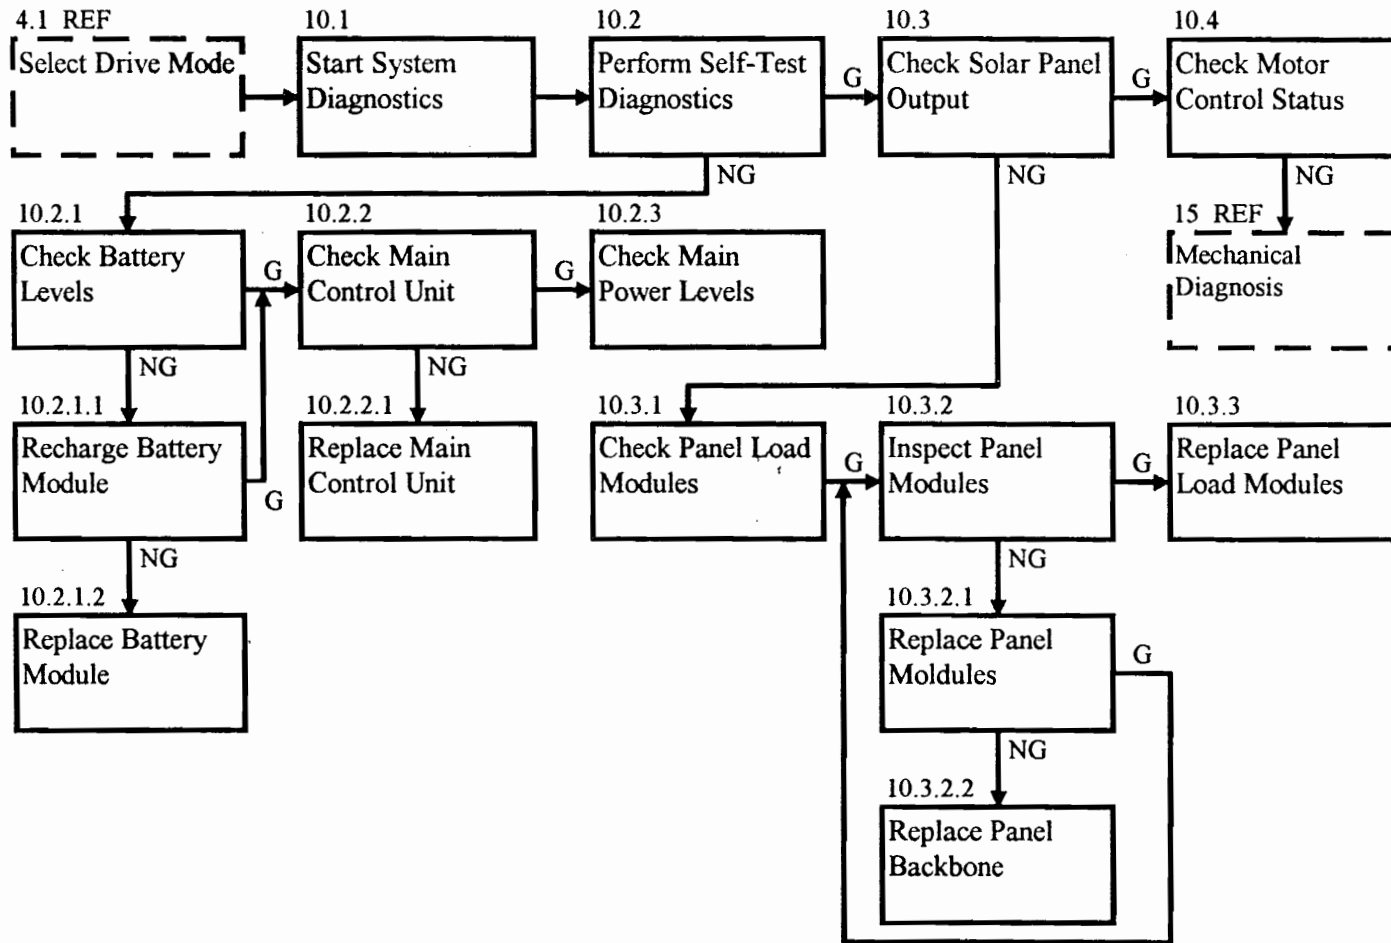 4.1 REF
Select Drive Mode
10.1
Start System
Diagnostics
10.2
Perform Self-Test
Diagnostics
G
10.3
Check Solar Panel
Output
G
10.4
Check Motor
Control Status
NG
NG
NG
10.2.1
Check Battery
Levels
G
10.2.2
Check Main
Control Unit
G
10.2.3
Check Main
Power Levels
15 REF
Mechanical
Diagnosis
NG
NG
10.2.1.1
Recharge Battery
Module
G
10.2.2.1
Replace Main
Control Unit
10.3.1
Check Panel Load
Modules
G
10.3.2
Inspect Panel
Modules
G
10.3.3
Replace Panel
Load Modules
NG
NG
10.2.1.2
Replace Battery
Module
10.3.2.1
Replace Panel
Moldules
G
NG
10.3.2.2
Replace Panel
Backbone